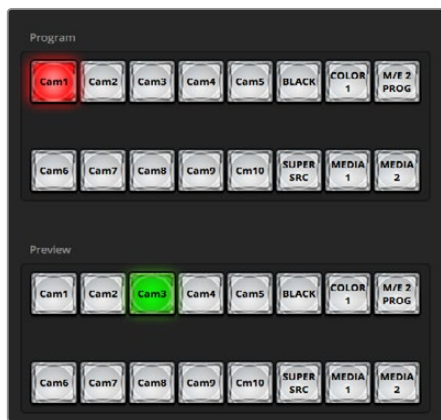 Program
Cam1 Cam2 Cam3 Cam4 Cam5 BLACK COLOR 1 M/E 2 PROG
Cam6 Cam7 Cam8 Cam9 Cm10 SUPER SRC MEDIA 1 MEDIA 2
Preview
Cam1 Cam2 Cam3 Cam4 Cam5 BLACK COLOR 1 M/E 2 PROG
Cam6 Cam7 Cam8 Cam9 Cm10 SUPER SRC MEDIA 1 MEDIA 2